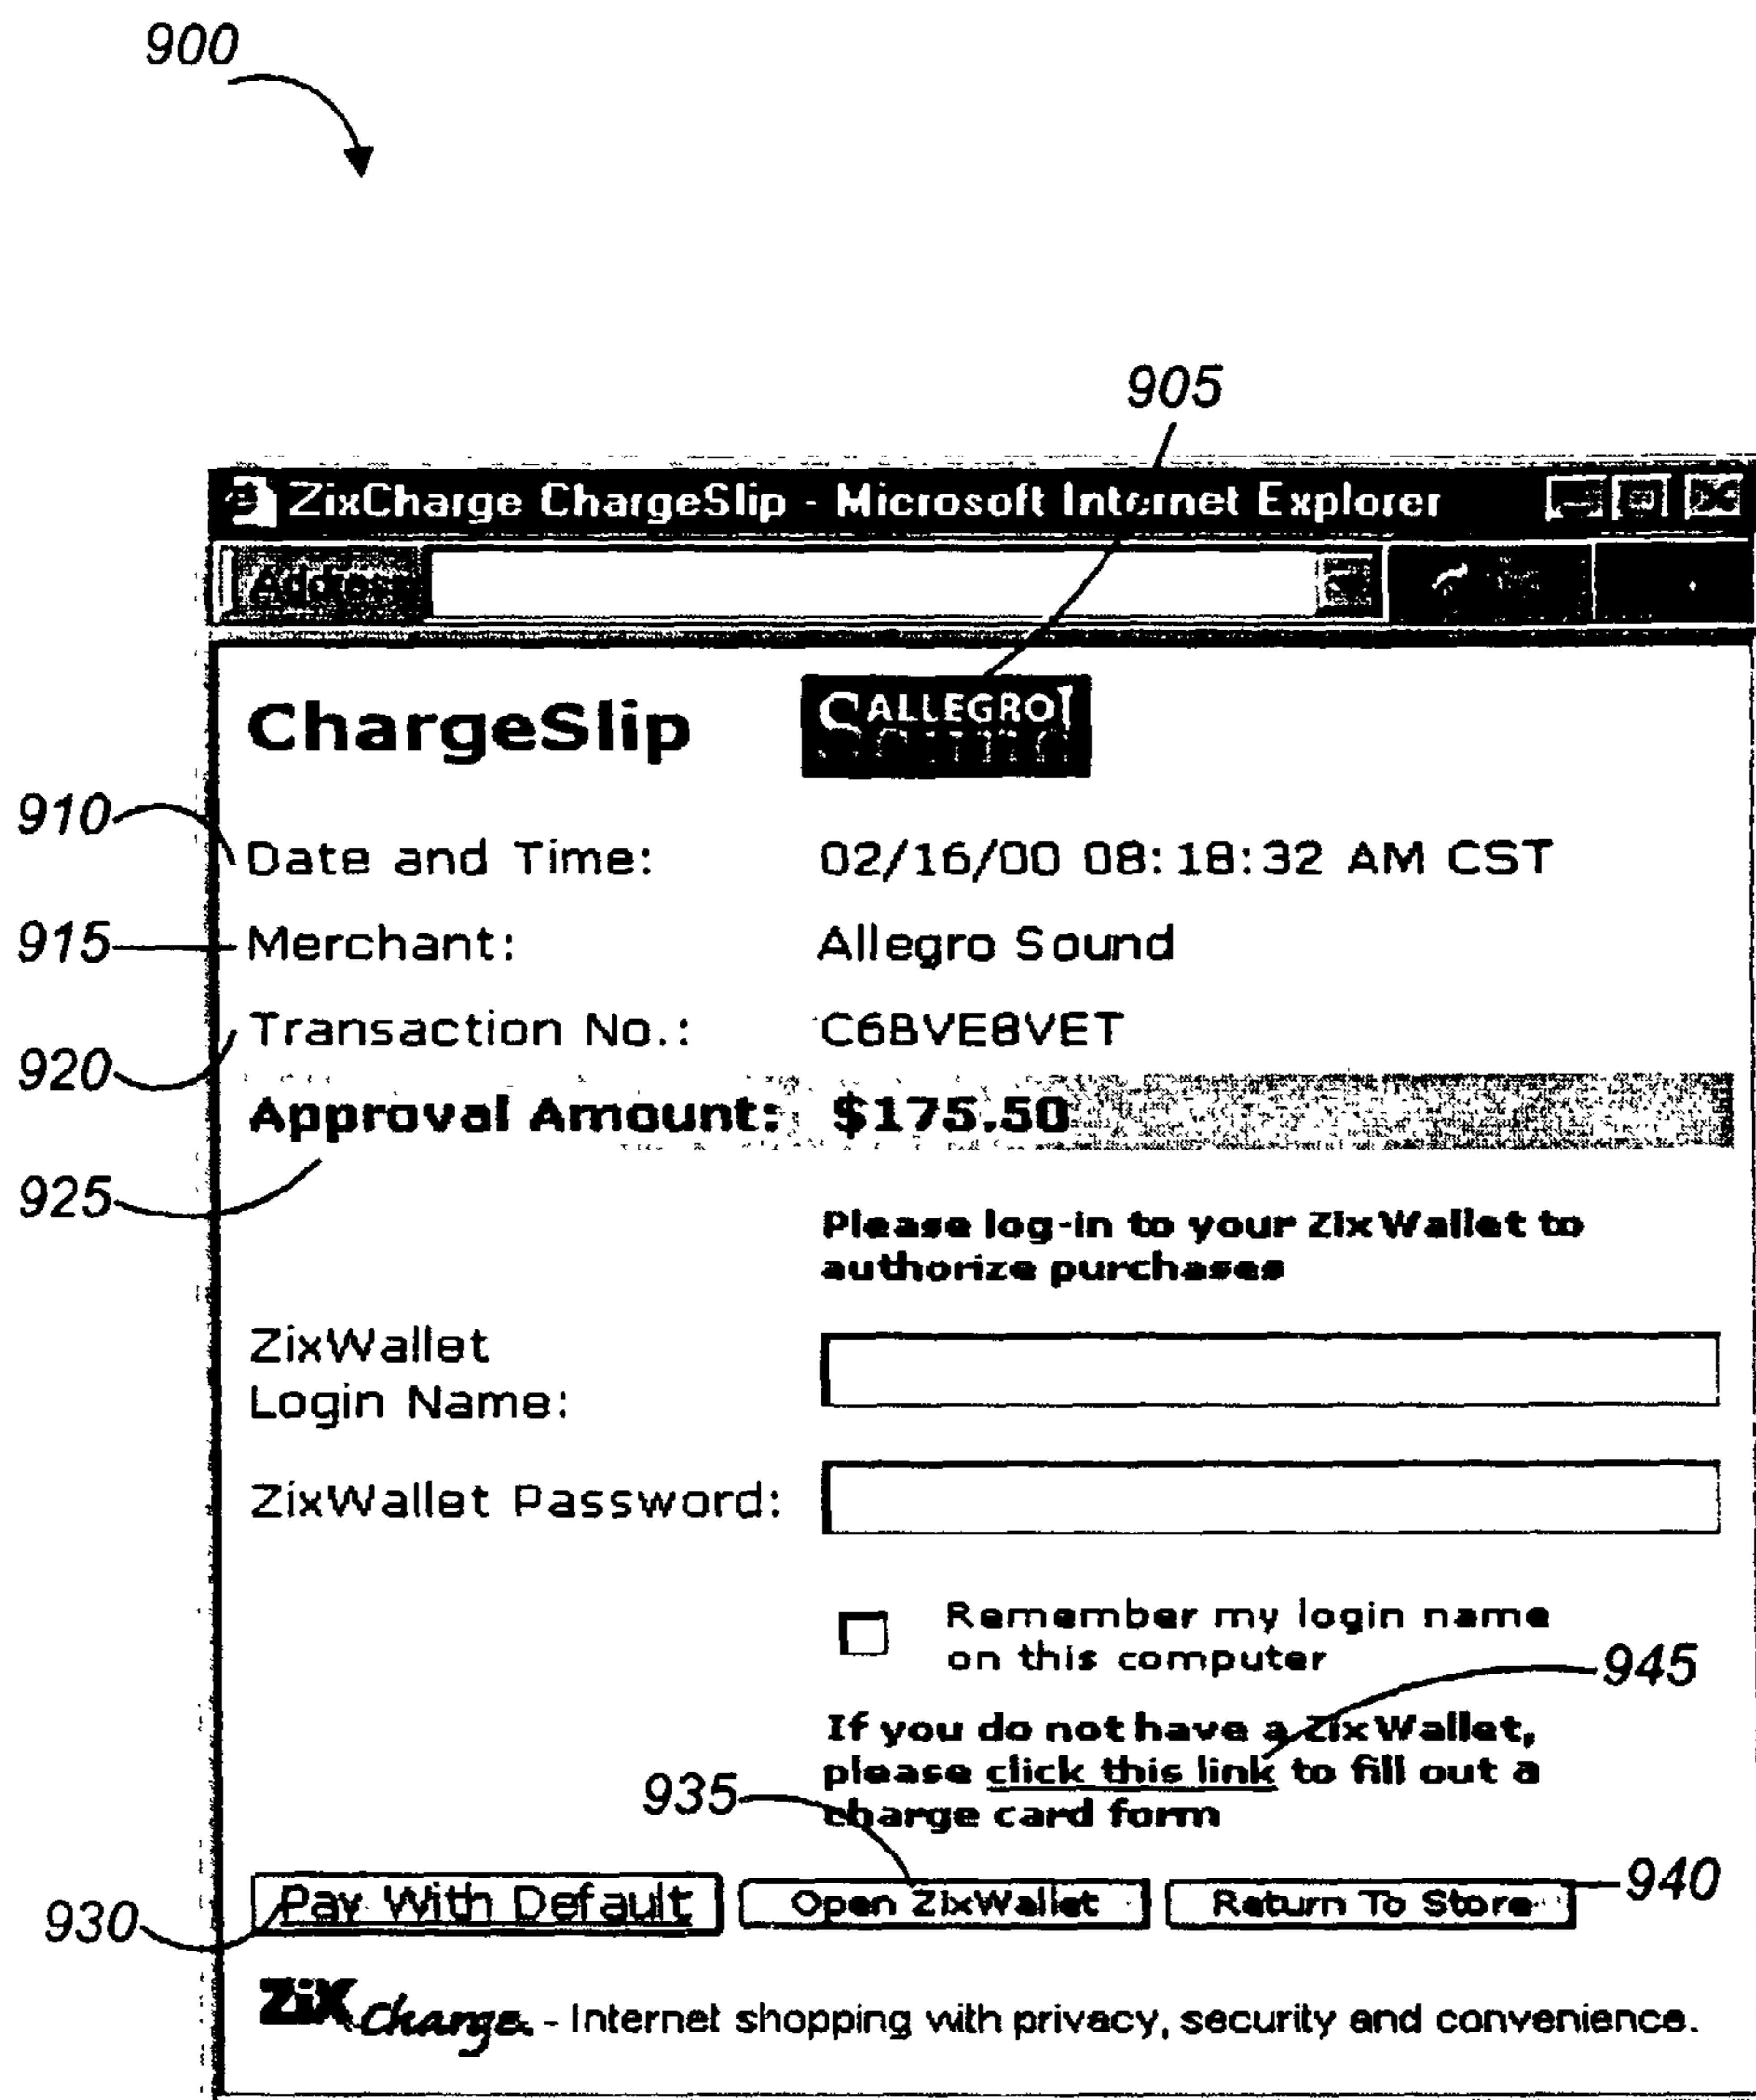 900
905
ZixCharge ChargeSlip - Microsoft Internet Explorer
Address
ChargeSlip
ALLEGRO
910
Date and Time: 02/16/00 08:18:32 AM CST
915
Merchant: Allegro Sound
Transaction No.:
920
Approval Amount: $175.50
925
Please log-in to your ZixWallet to
authorize purchases
ZixWallet
Login Name:
ZixWallet Password:
Remember my login name
on this computer
945
If you do not have a ZixWallet,
please click this link to fill out a
935
charge card form
Pay With Default Open ZixWallet Return To Store
940
930
ZixCharge - Internet shopping with privacy, security and convenience.